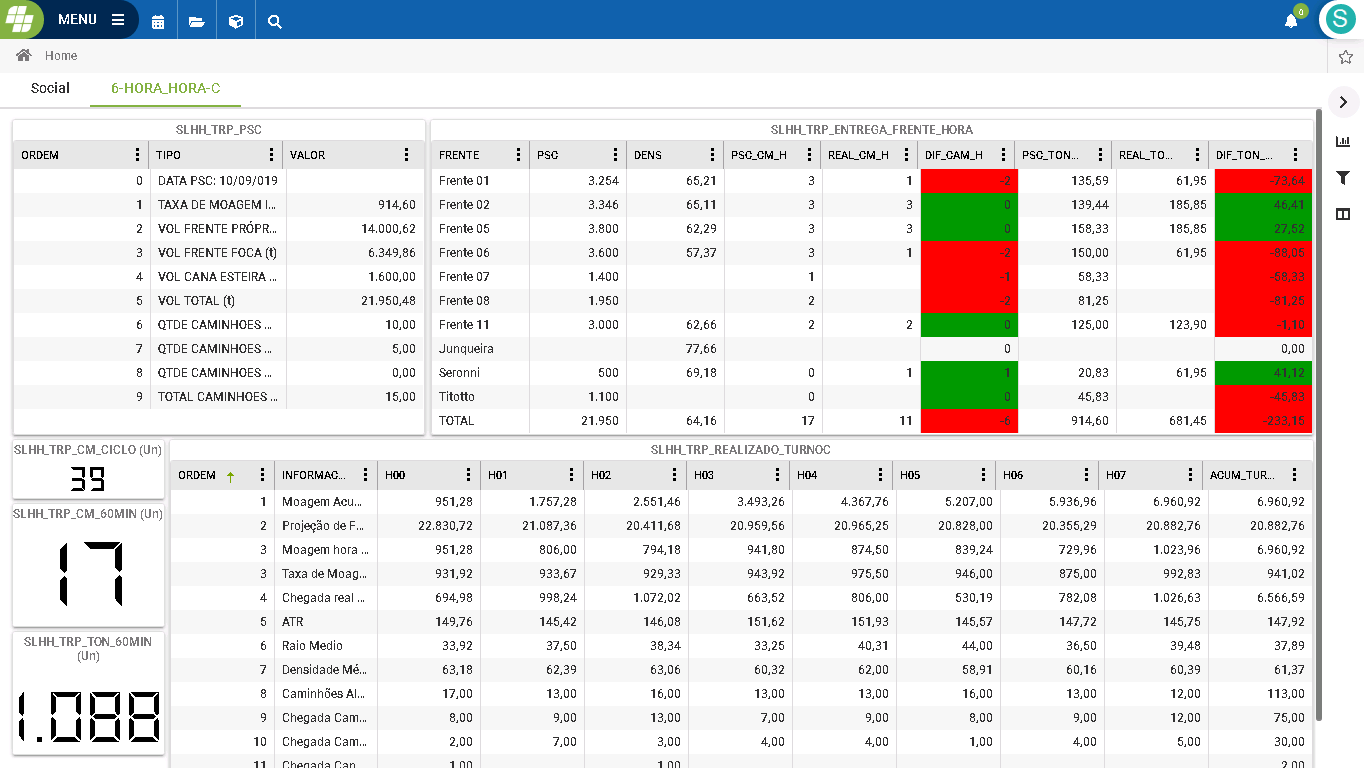 MENU
0
S
Home
Social 6-HORA_HORA-C
SLHH_TRP_PSC
ORDEM TIPO VALOR
0 DATA PSC: 10/09/019
1 TAXA DE MOAGEM I... 914,60
2 VOL FRENTE PRÓPR... 14.000,62
3 VOL FRENTE FOCA (t) 6.349,86
4 VOL CANA ESTEIRA ... 1.600,00
5 VOL TOTAL (t) 21.950,48
6 QTDE CAMINHOES ... 10,00
7 QTDE CAMINHOES ... 5,00
8 QTDE CAMINHOES ... 0,00
9 TOTAL CAMINHOES ... 15,00
SLHH_TRP_ENTREGA_FRENTE_HORA
FRENTE PSC DENS PSC_CM_H REAL_CM_H DIF_CAM_H PSC_TON... REAL_TO... DIF_TON_...
Frente 01 3.254 65,21 3 1 -2 135,59 61,95 -73,64
Frente 02 3.346 65,11 3 3 0 139,44 185,85 46,41
Frente 05 3.800 62,29 3 3 0 158,33 185,85 27,52
Frente 06 3.600 57,37 3 1 -2 150,00 61,95 -88,05
Frente 07 1.400 1 -1 58,33 -58,33
Frente 08 1.950 2 -2 81,25 -81,25
Frente 11 3.000 62,66 2 2 0 125,00 123,90 -1,10
Junqueira 77,66 0 0,00
Seronni 500 69,18 0 1 1 20,83 61,95 41,12
Titotto 1.100 0 0 45,83 -45,83
TOTAL 21.950 64,16 17 11 -6 914,60 681,45 -233,15
SLHH_TRP_CM_CICLO (Un)
39
SLHH_TRP_CM_60MIN (Un)
17
SLHH_TRP_TON_60MIN
(Un)
1.088
SLHH_TRP_REALIZADO_TURNOC
ORDEM INFORMAC... H00 H01 H02 H03 H04 H05 H06 H07 ACUM_TUR...
1 Moagem Acu... 951,28 1.757,28 2.551,46 3.493,26 4.367,76 5.207,00 5.936,96 6.960,92 6.960,92
2 Projeção de F... 22.830,72 21.087,36 20.411,68 20.959,56 20.965,25 20.828,00 20.355,29 20.882,76 20.882,76
3 Moagem hora ... 951,28 806,00 794,18 941,80 874,50 839,24 729,96 1.023,96 6.960,92
3 Taxa de Moag... 931,92 933,67 929,33 943,92 975,50 946,00 875,00 992,83 941,02
4 Chegada real ... 694,98 998,24 1.072,02 663,52 806,00 530,19 782,08 1.026,63 6.566,59
5 ATR 149,76 145,42 146,08 151,62 151,93 145,57 147,72 145,75 147,92
6 Raio Medio 33,92 37,50 38,34 33,25 40,31 44,00 36,50 39,48 37,89
7 Densidade Mé... 63,18 62,39 63,06 60,32 62,00 58,91 60,16 60,39 61,37
8 Caminhões Al... 17,00 13,00 16,00 13,00 13,00 16,00 13,00 12,00 113,00
9 Chegada Cam... 8,00 9,00 13,00 7,00 9,00 8,00 9,00 12,00 75,00
10 Chegada Cam... 2,00 7,00 3,00 4,00 4,00 1,00 4,00 5,00 30,00
11 Chegada Can... 1,00 1,00 2,00